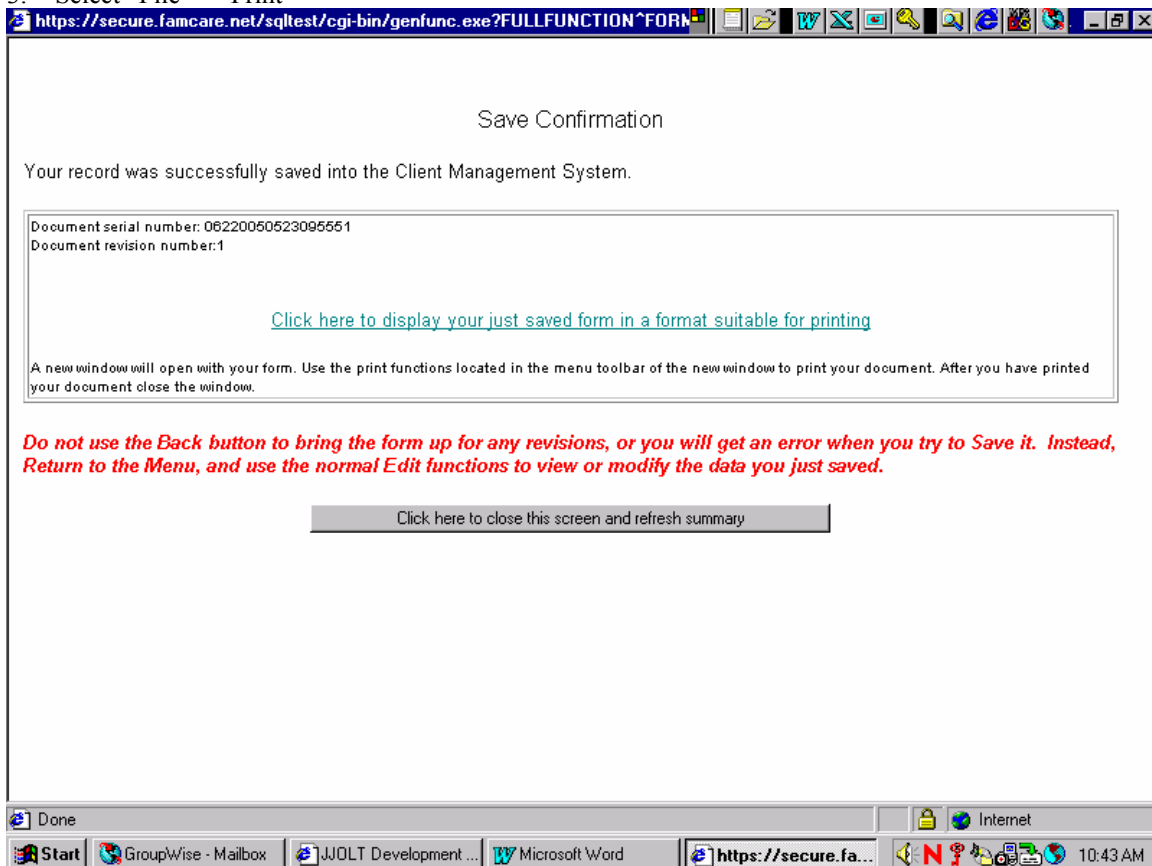 https://secure.famcare.net/sqltest/cgi-bin/genfunc.exe?FULLFUNCTION^FORM
Save Confirmation
Your record was successfully saved into the Client Management System.
Document serial number: 06220050523095551
Document revision number:1
Click here to display your just saved form in a format suitable for printing
A new window will open with your form. Use the print functions located in the menu toolbar of the new window to print your document. After you have printed
your document close the window.
Do not use the Back button to bring the form up for any revisions, or you will get an error when you try to Save it. Instead,
Return to the Menu, and use the normal Edit functions to view or modify the data you just saved.
Click here to close this screen and refresh summary
Done
Internet
Start
GroupWise - Mailbox
JJOLT Development ...
Microsoft Word
https://secure.fa...
10:43 AM